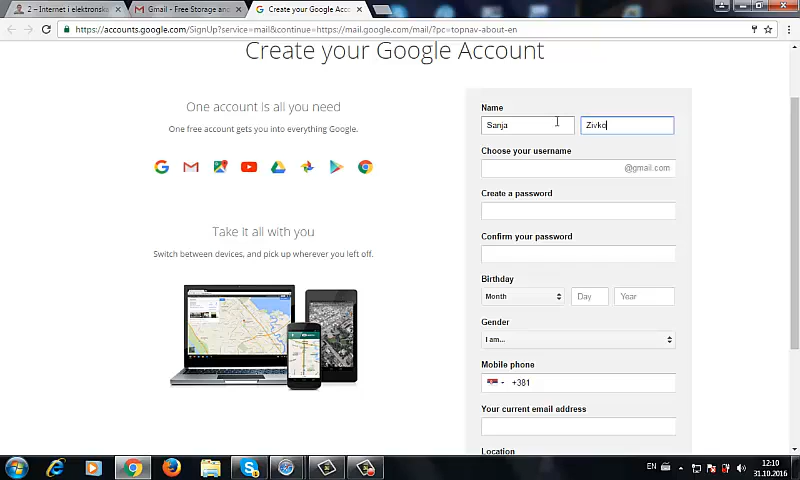 2 – Internet i elektronska
Gmail - Free Storage and
Create your Google Acco
https://accounts.google.com/SignUp?service=mail&continue=https://mail.google.com/mail/?pc=topnav-about-en
Create your Google Account
One account is all you need
One free account gets you into everything Google.
Take it all with you
Switch between devices, and pick up wherever you left off.
Name
Sanja
Zivko
Choose your username
@gmail.com
Create a password
Confirm your password
Birthday
Month
Day
Year
Gender
I am...
Mobile phone
+381
Your current email address
Location
EN
12:10
31.10.2016